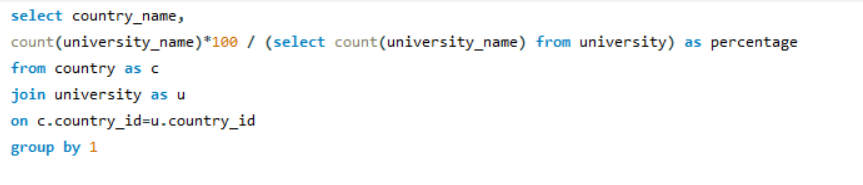 select country_name,
count(university_name)*100 / (select count(university_name) from university) as percentage
from country as c
join university as u
on c.country_id=u.country_id
group by 1